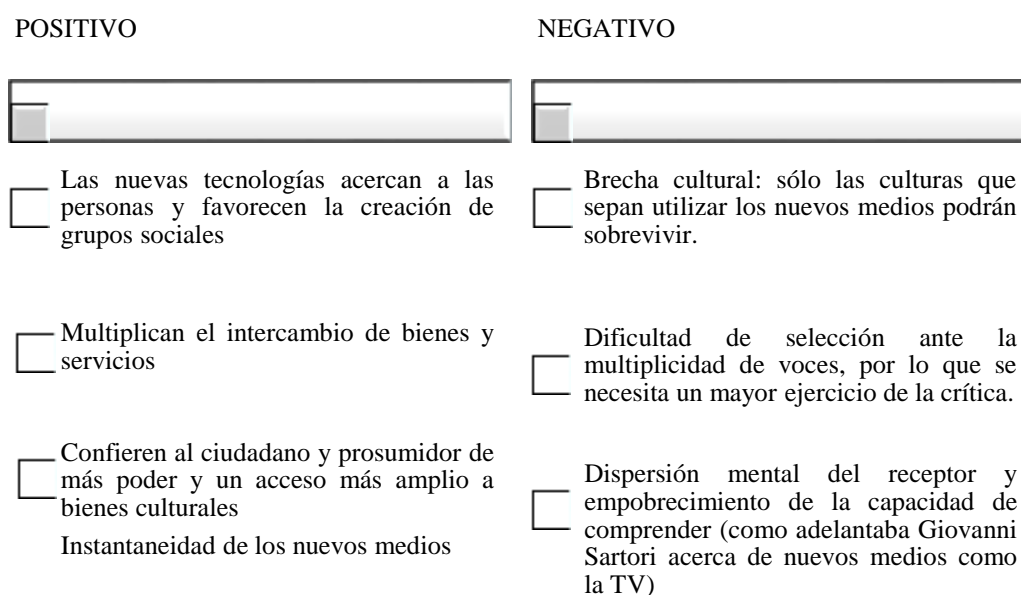 POSITIVO
Las nuevas tecnologías acercan a las
personas y favorecen la creación de
grupos sociales
Multiplican el intercambio de bienes y
servicios
Confieren al ciudadano y prosumidor de
más poder y un acceso más amplio a
bienes culturales
Instantaneidad de los nuevos medios
NEGATIVO
Brecha cultural: sólo las culturas que
sepan utilizar los nuevos medios podrán
sobrevivir.
Dificultad de selección ante la
multiplicidad de voces, por lo que se
necesita un mayor ejercicio de la crítica.
Dispersión mental del receptor y
empobrecimiento de la capacidad de
comprender (como adelantaba Giovanni
Sartori acerca de nuevos medios como
la TV)